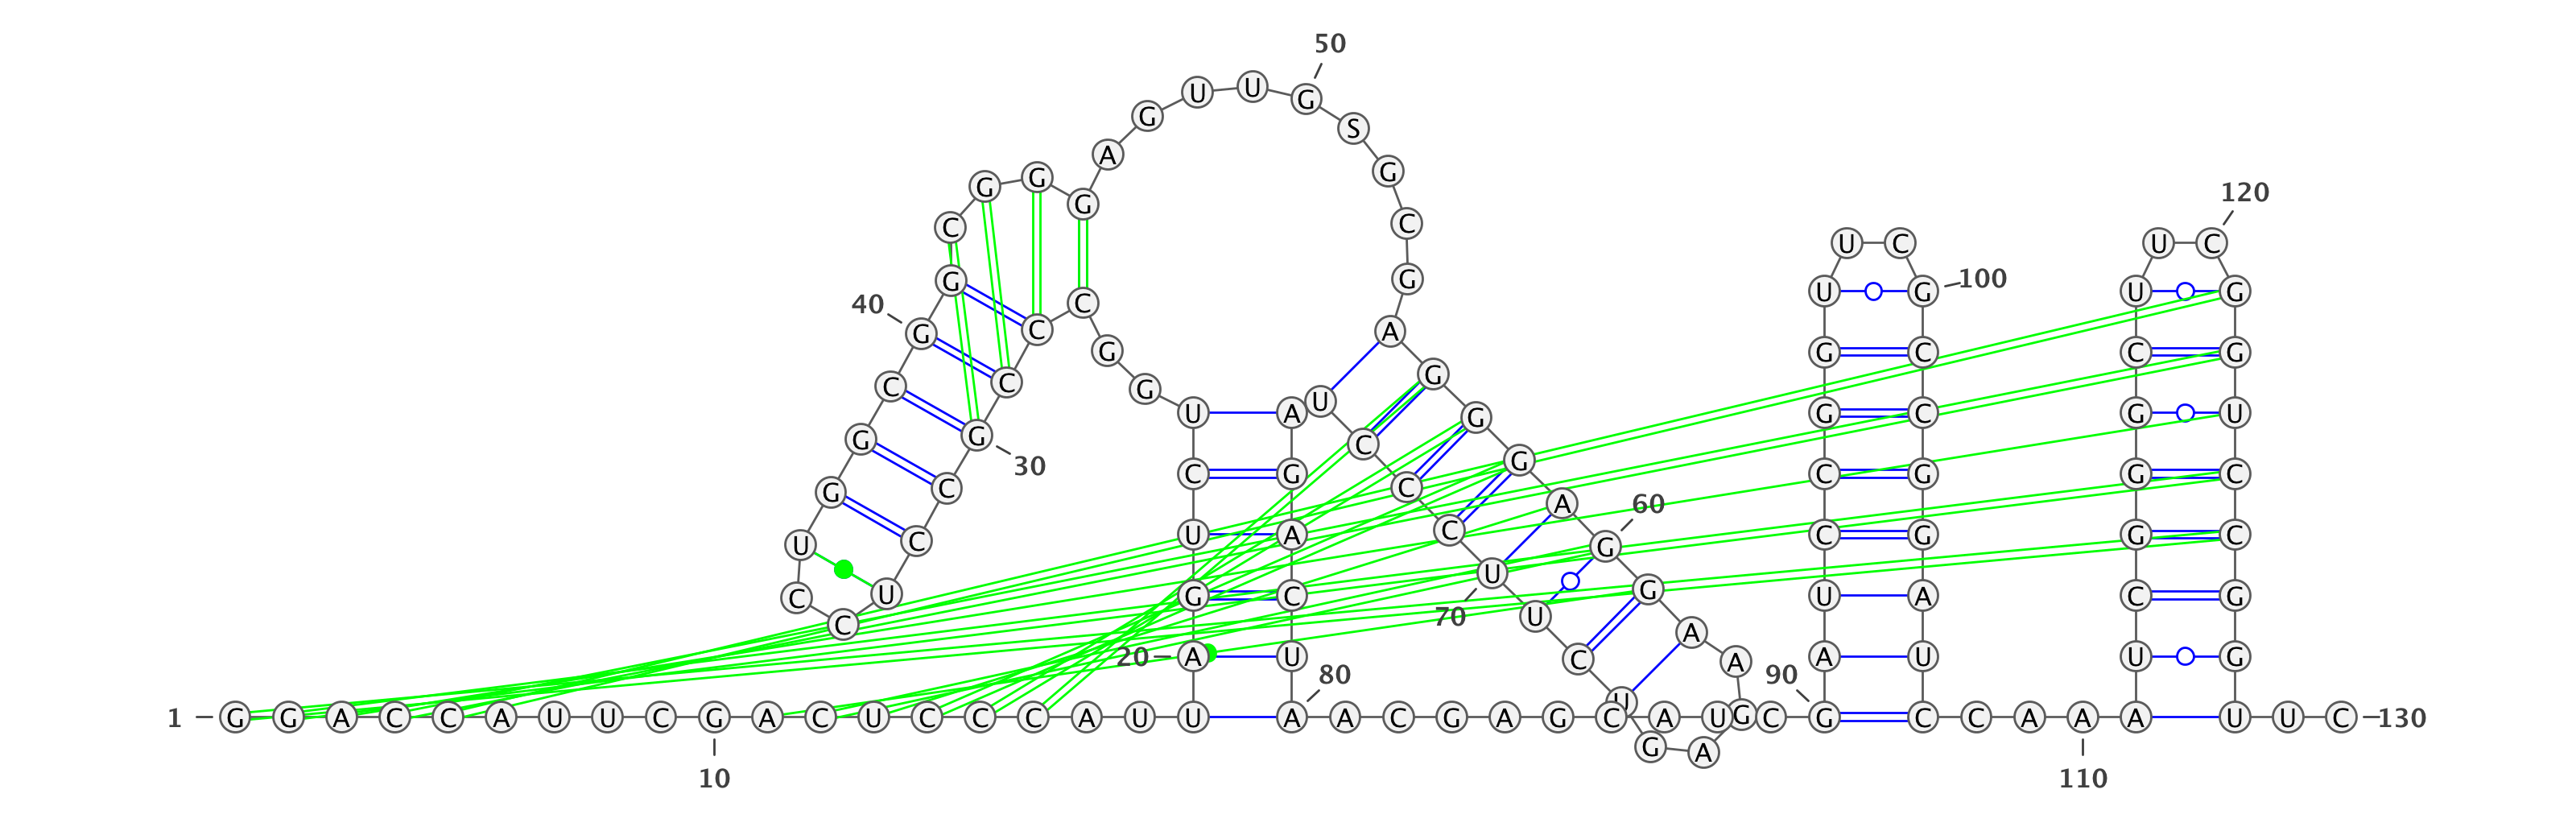 1
G G A C C A U U C G
10
A C U C C C A U U A
20
G U C U G G C C C G
30
C C U C C U G G C G
40
G C G G G A G U U G
50
S G C G A G G G A G
60
G A A G A G U C U U
70
C C C U A G A C U A
80
A C G A G C A U C G
90
A U C C G G U U C G
100
C C G G A U C C A A
110
A U C G G G C U U C
120
G G U C C G G U U C
130